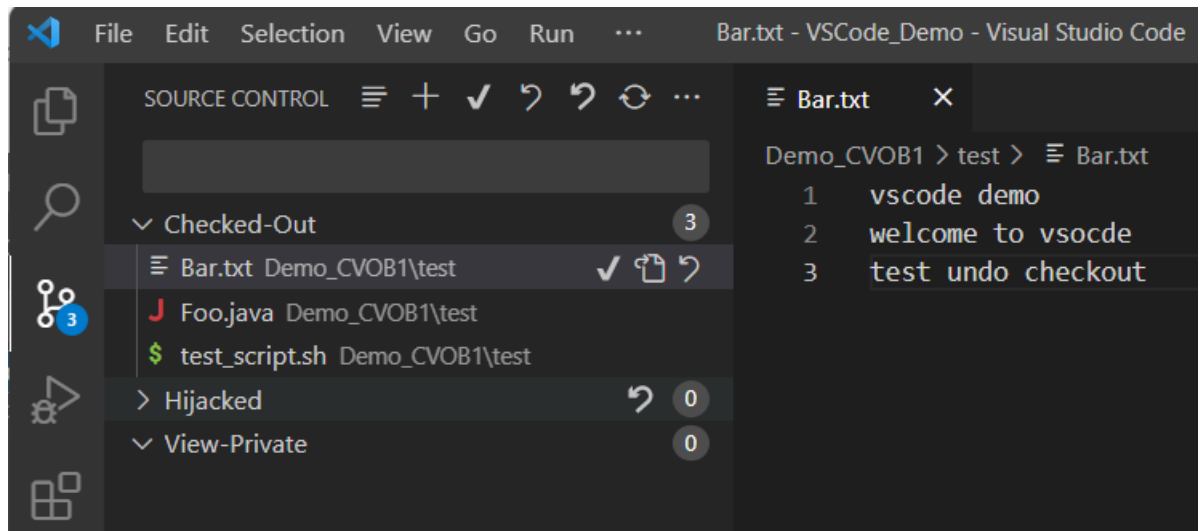 File Edit Selection View Go Run ··· Bar.txt - VSCode_Demo - Visual Studio Code
SOURCE CONTROL
Bar.txt
Demo_CVOB1 > test > Bar.txt
Checked-Out 3
Bar.txt Demo_CVOB1\test
Foo.java Demo_CVOB1\test
3
$ test_script.sh Demo_CVOB1\test
Hijacked 0
View-Private 0
1 vscode demo
2 welcome to vsocde
3 test undo checkout